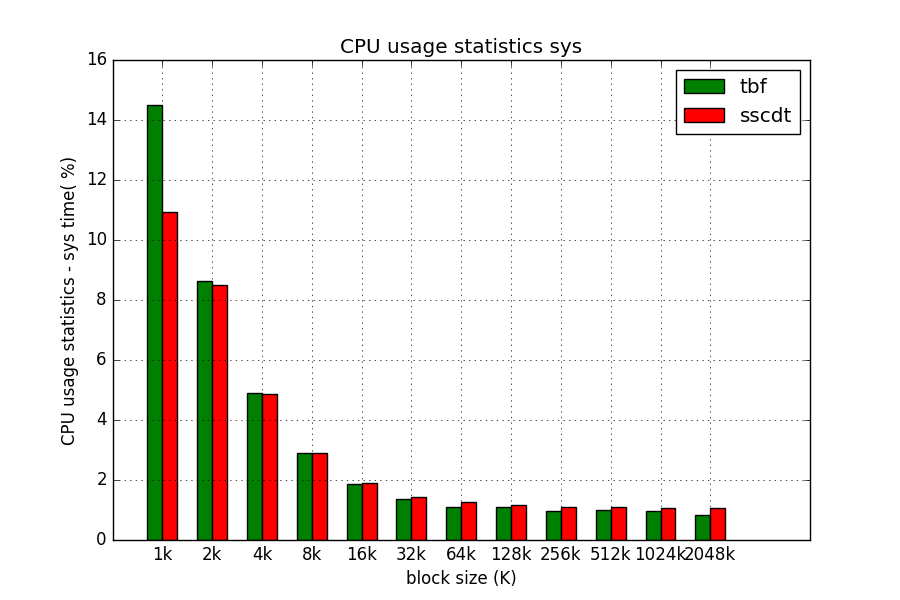 CPU usage statistics sys
tbf
sscdt
CPU usage statistics - sys time( %)
16
14
12
10
8
6
4
2
0
1k 2k 4k 8k 16k 32k 64k 128k 256k 512k 1024k 2048k
block size (K)